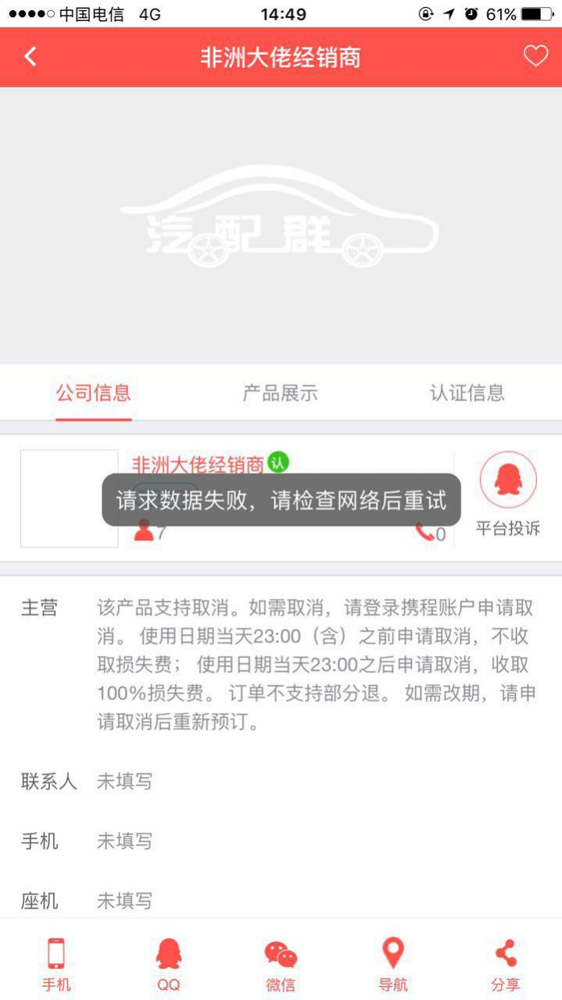 中国电信 4G 14:49 61%
非洲大佬经销商
汽配群
公司信息 产品展示 认证信息
非洲大佬经销商 认
请求数据失败，请检查网络后重试
7 0 平台投诉
主营 该产品支持取消。如需取消，请登录携程账户申请取
消。 使用日期当天23:00（含）之前申请取消，不收
取损失费； 使用日期当天23:00之后申请取消，收取
100%损失费。 订单不支持部分退。 如需改期，请申
请取消后重新预订。
联系人 未填写
手机 未填写
座机 未填写
手机 QQ 微信 导航 分享